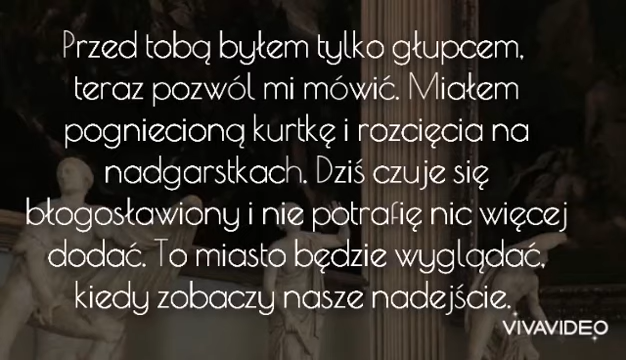 Przed tobą byłem tylko głupcem,
teraz pozwól mi mówić. Miałem
pogniecioną kurtkę i rozcięcia na
nadgarstkach. Dziś czuje się
błogosławiony i nie potrafię nic więcej
dodać. To miasto będzie wyglądać,
kiedy zobaczy nasze nadejście.
VIVAVIDEO